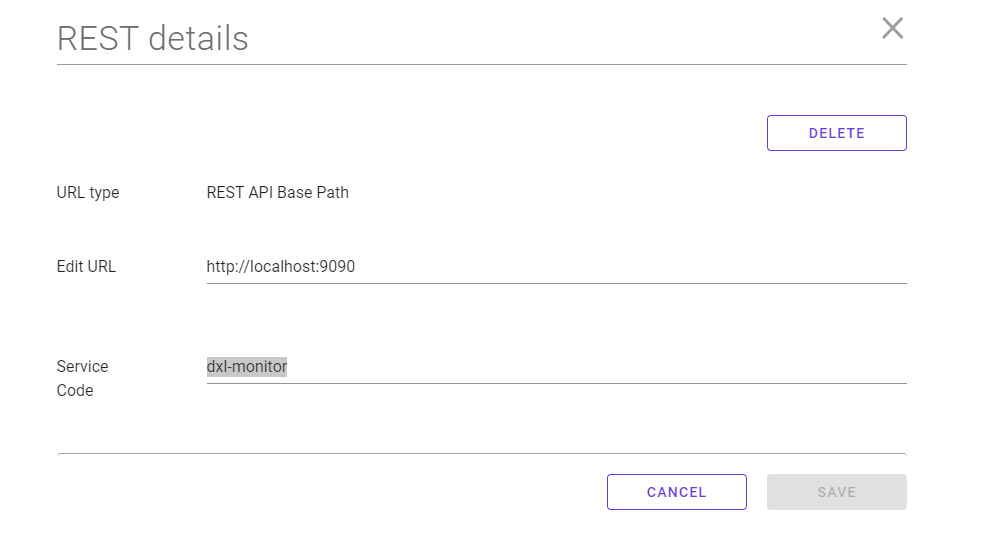 REST details
DELETE
URL type REST API Base Path
Edit URL http://localhost:9090
Service dxl-monitor
Code
CANCEL SAVE